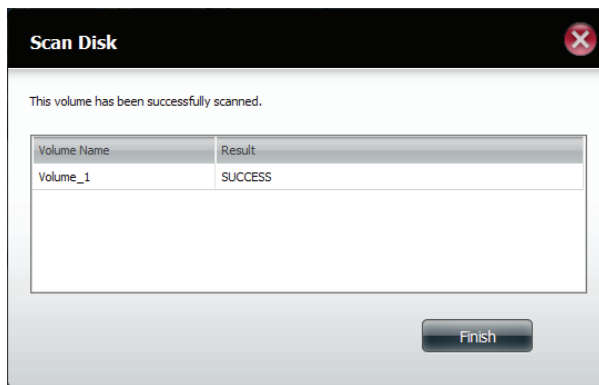 Scan Disk
This volume has been successfully scanned.
Volume Name Result
Volume_1 SUCCESS
Finish